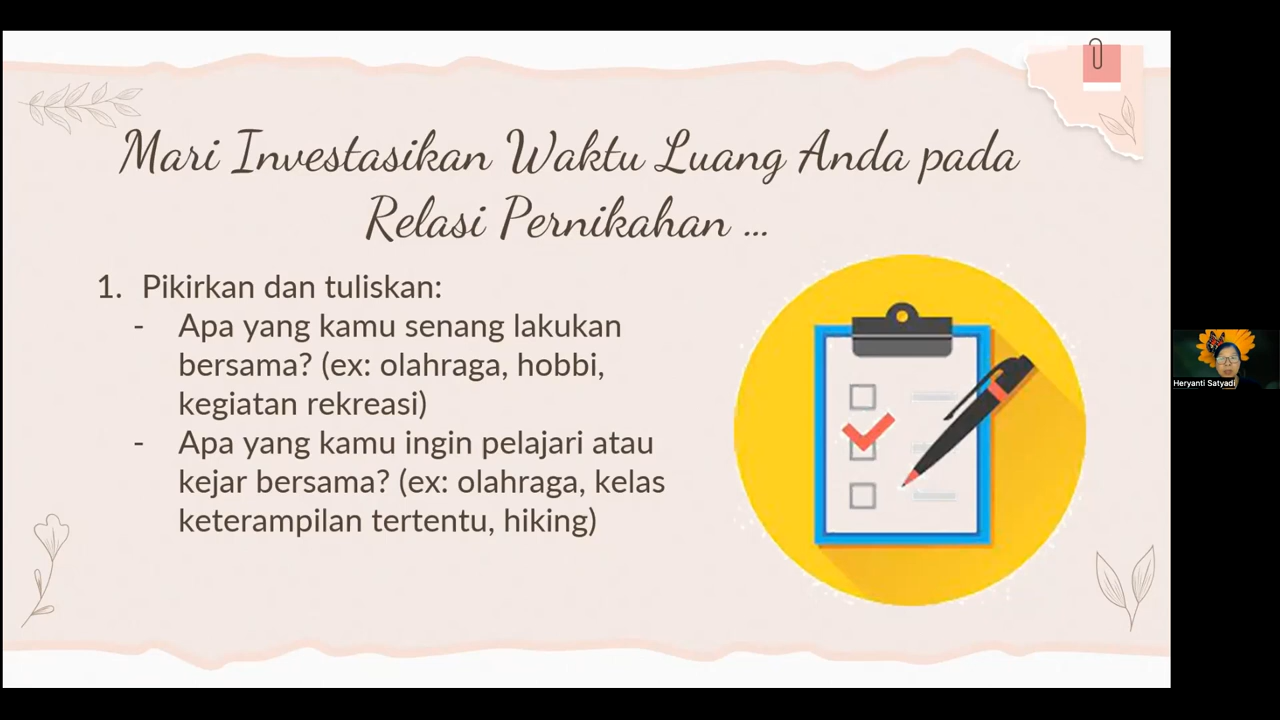 Mari Investasikan Waktu Luang Anda pada
Relasi Pernikahan ...
1. Pikirkan dan tuliskan:
- Apa yang kamu senang lakukan
bersama? (ex: olahraga, hobbi,
kegiatan rekreasi)
- Apa yang kamu ingin pelajari atau
kejar bersama? (ex: olahraga, kelas
keterampilan tertentu, hiking)
Heryanti Satyadi